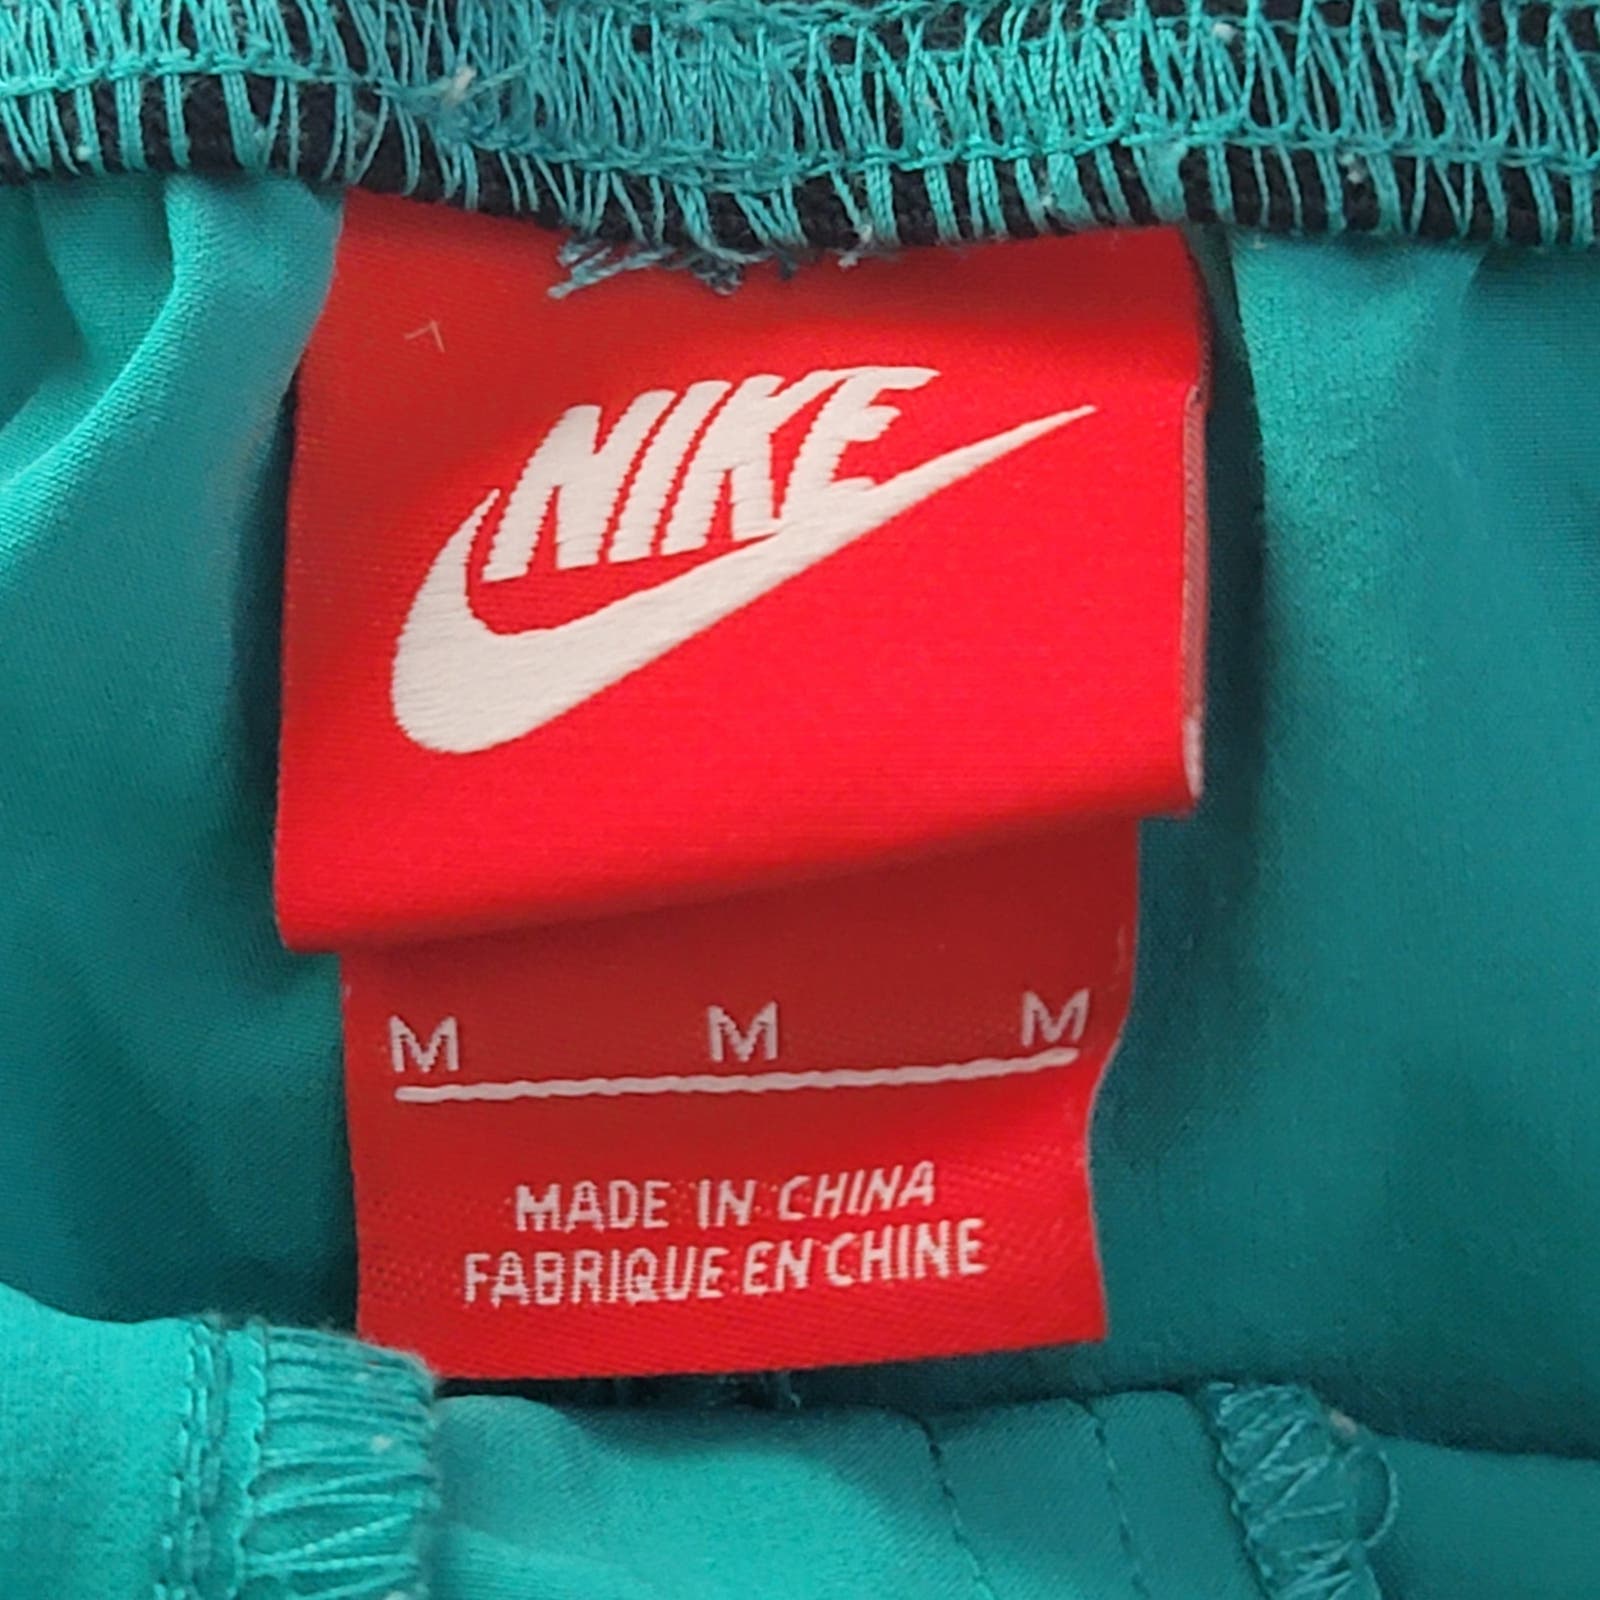 NIKE
M M M
MADE IN CHINA
FABRIQUE EN CHINE